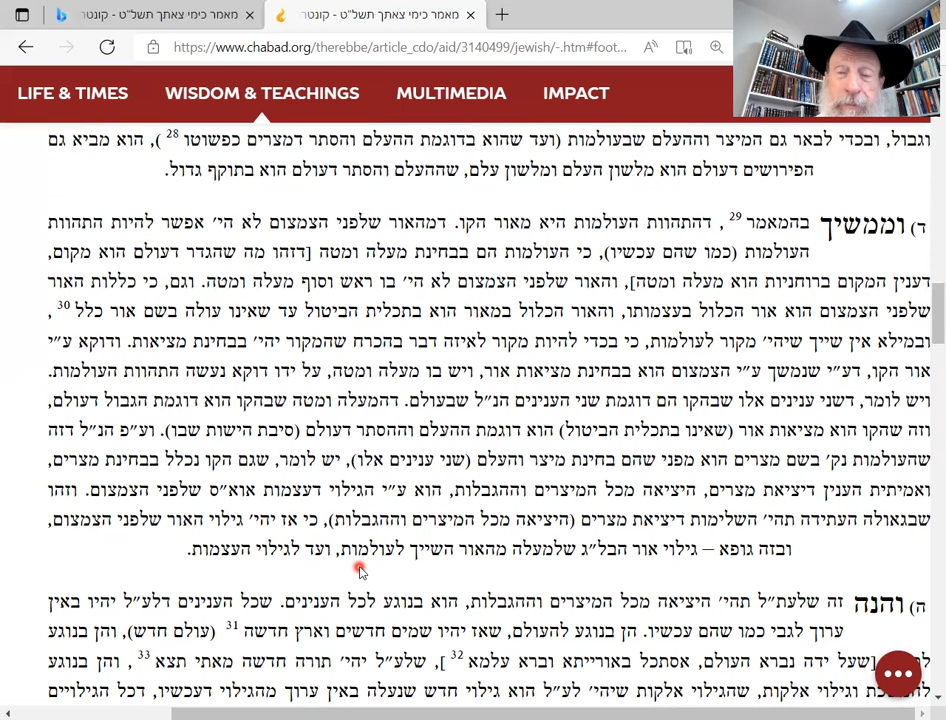 מאמר כימי צאתך תשל״ט - קונטר
מאמר כימי צאתך תשל״ט - קונטר
https://www.chabad.org/therebbe/article_cdo/aid/3140499/jewish/-.htm#foot...
LIFE & TIMES WISDOM & TEACHINGS MULTIMEDIA IMPACT
וגבול, ובכדי לבאר גם המיצר וההעלם שבעולמות (ועד שהוא בדוגמת ההעלם והסתר דמצרים כפשוטו 28 ), הוא מביא גם
הפירושים דעולם הוא מלשון העלם ומלשון עלם, שההעלם והסתר דעולם הוא בתוקף גדול.
ד) וממשיך בהמאמר 29 , דהתהוות העולמות היא מאור הקו. דמהאור שלפני הצמצום לא הי׳ אפשר להיות התהוות
העולמות (כמו שהם עכשיו), כי העולמות הם בבחינת מעלה ומטה [דזהו מה שהגדר דעולם הוא מקום,
דענין המקום ברוחניות הוא מעלה ומטה], והאור שלפני הצמצום לא הי׳ בו ראש וסוף מעלה ומטה. וגם, כי כללות האור
שלפני הצמצום הוא אור הכלול בעצמותו, והאור הכלול במאור הוא בתכלית הביטול עד שאינו עולה בשם אור כלל 30 ,
ובמילא אין שייך שיהי׳ מקור לעולמות, כי בכדי להיות מקור לאיזה דבר בהכרח שהמקור יהי׳ בבחינת מציאות. ודוקא ע״י
אור הקו, דע״י שנמשך ע״י הצמצום הוא בבחינת מציאות אור, ויש בו מעלה ומטה, על ידו דוקא נעשה התהוות העולמות.
ויש לומר, דשני ענינים אלו שבהקו הם דוגמת שני הענינים הנ״ל שבעולם. דהמעלה ומטה שבהקו הוא דוגמת הגבול דעולם,
וזה שהקו הוא מציאות אור (שאינו בתכלית הביטול) הוא דוגמת ההעלם וההסתר דעולם (סיבת הישות שבו). וע״פ הנ״ל דזה
שהעולמות נק׳ בשם מצרים הוא מפני שהם בחינת מיצר והעלם (שני ענינים אלו), יש לומר, שגם הקו נכלל בבחינת מצרים,
ואמיתית הענין דיציאת מצרים, היציאה מכל המיצרים וההגבלות, הוא ע״י הגילוי דעצמות אוא״ס שלפני הצמצום. וזהו
שבגאולה העתידה תהי׳ השלימות דיציאת מצרים (היציאה מכל המיצרים וההגבלות), כי אז יהי׳ גילוי האור שלפני הצמצום,
ובזה גופא – גילוי אור הבל״ג שלמעלה מהאור השייך לעולמות, ועד לגילוי העצמות.
ה) והנה זה שלעת״ל תהי׳ היציאה מכל המיצרים וההגבלות, הוא בנוגע לכל הענינים. שכל הענינים דלע״ל יהיו באין
ערוך לגבי כמו שהם עכשיו. הן בנוגע להעולם, שאז יהיו שמים חדשים וארץ חדשה 31 (עולם חדש), והן בנוגע
[שעל ידה נברא העולם, אסתכל באורייתא וברא עלמא 32 ], שלע״ל יהי׳ תורה חדשה מאתי תצא 33 , והן בנוגע
וגילוי אלקות, שהגילוי אלקות שיהי׳ לע״ל הוא גילוי חדש שנעלה באין ערוך מהגילוי דעכשיו, דכל הגילויים